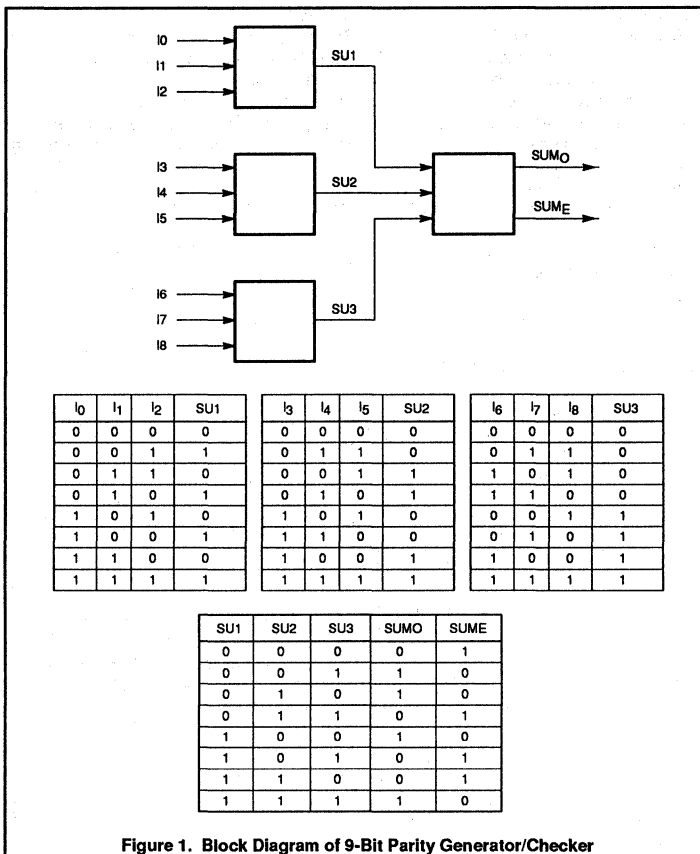 I0
I1
I2
SU1
I3
I4
I5
SU2
SUMO
SUME
I6
I7
I8
SU3
I0 I1 I2 SU1
0 0 0 0
0 0 1 1
0 1 1 0
0 1 0 1
1 0 1 0
1 0 0 1
1 1 0 0
1 1 1 1
I3 I4 I5 SU2
0 0 0 0
0 1 1 0
0 0 1 1
0 1 0 1
1 0 1 0
1 1 0 0
1 0 0 1
1 1 1 1
I6 I7 I8 SU3
0 0 0 0
0 1 1 0
1 0 1 0
1 1 0 0
0 0 1 1
0 1 0 1
1 0 0 1
1 1 1 1
SU1 SU2 SU3 SUMO SUME
0 0 0 0 1
0 0 1 1 0
0 1 0 1 0
0 1 1 0 1
1 0 0 1 0
1 0 1 0 1
1 1 0 0 1
1 1 1 1 0
Figure 1. Block Diagram of 9-Bit Parity Generator/Checker